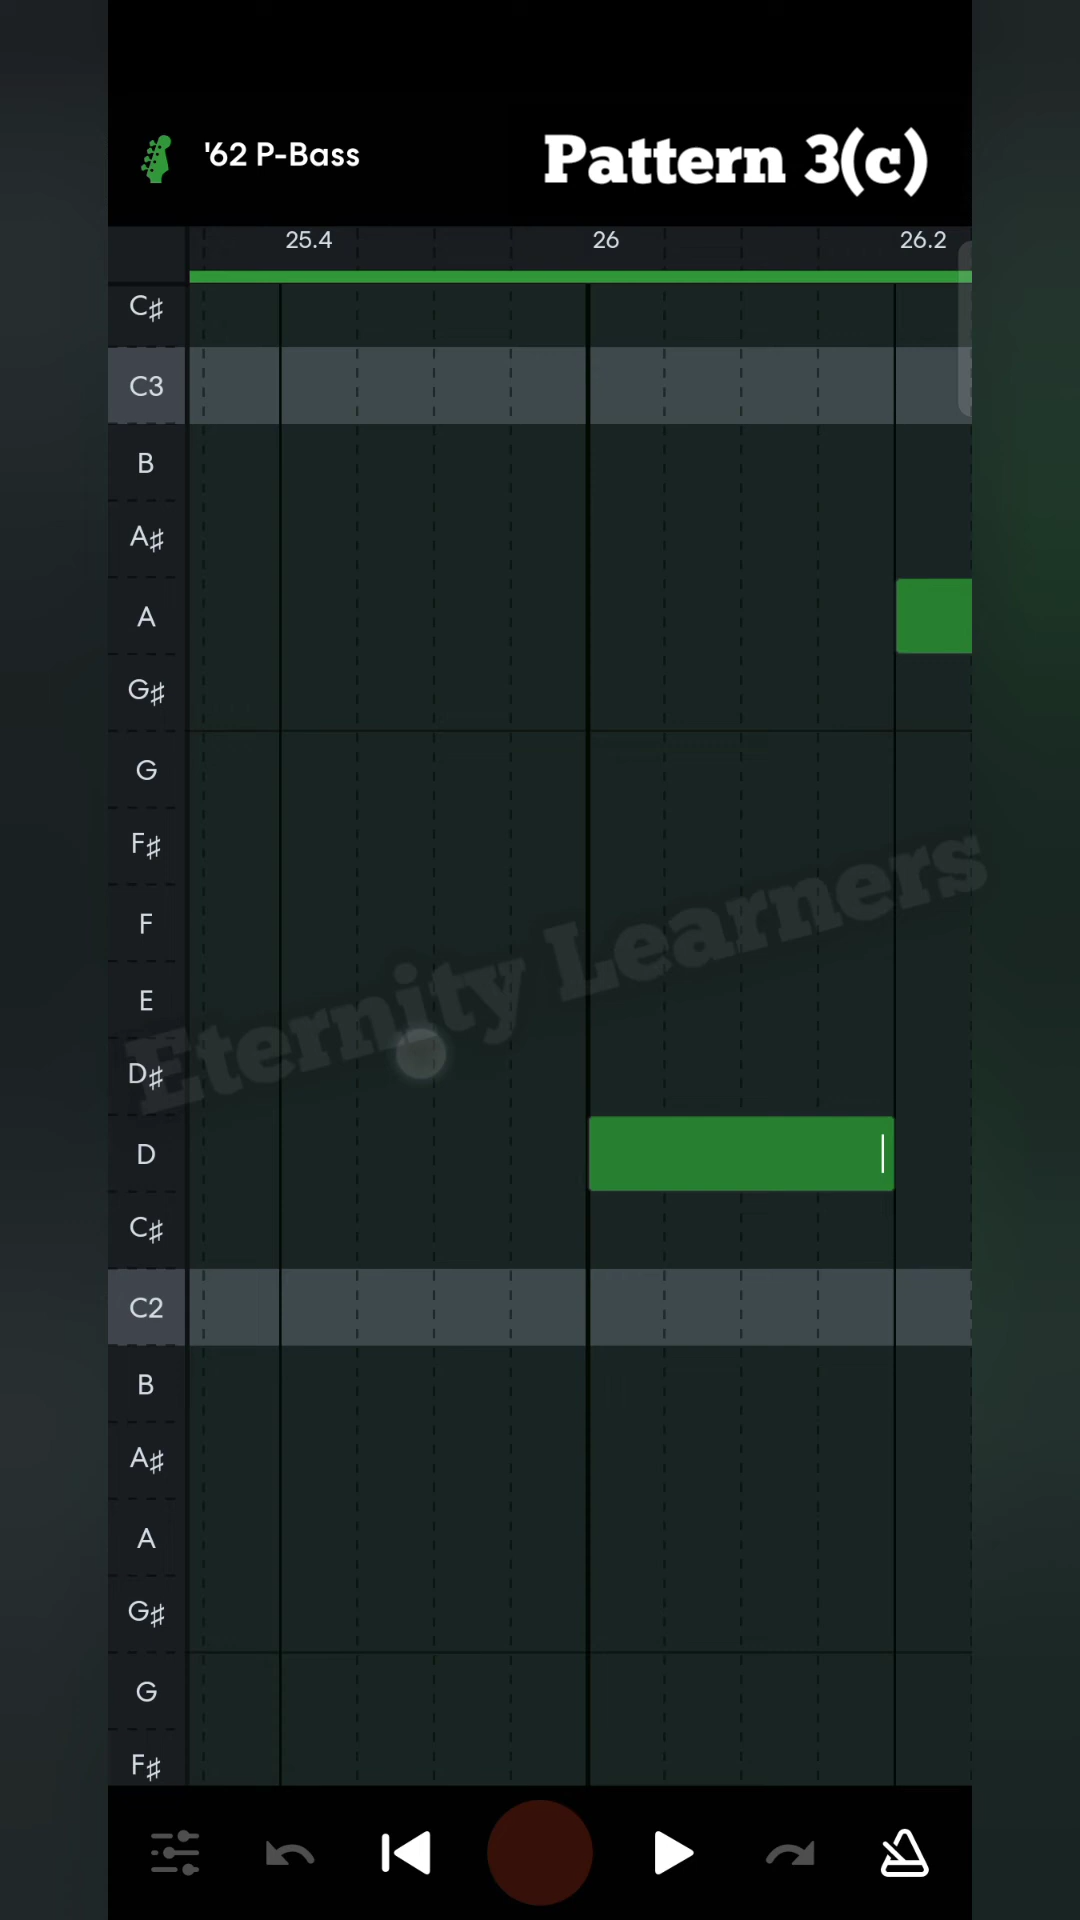 '62 P-Bass
Pattern 3(c)
25.4 26 26.2
C♯
C3
B
A♯
A
G♯
G
F♯
F
E
D♯
D
C♯
C2
B
A♯
A
G♯
G
F♯
Eternity Learners